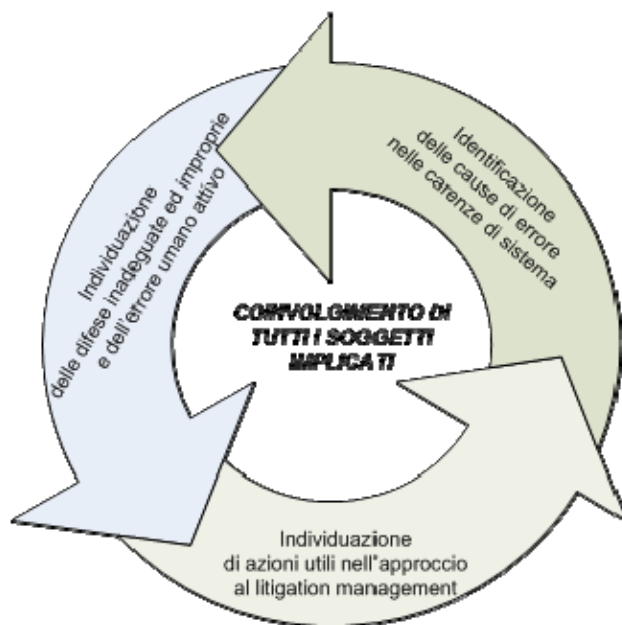 Identificazione
delle cause di errore
nelle carenze di sistema
Individuazione
delle difese inadeguate ed improprie
e dell'errore umano attivo
COINVOLGIMENTO DI
TUTTI I SOGGETTI
IMPLICATI
Individuazione
di azioni utili nell'approccio
al litigation management